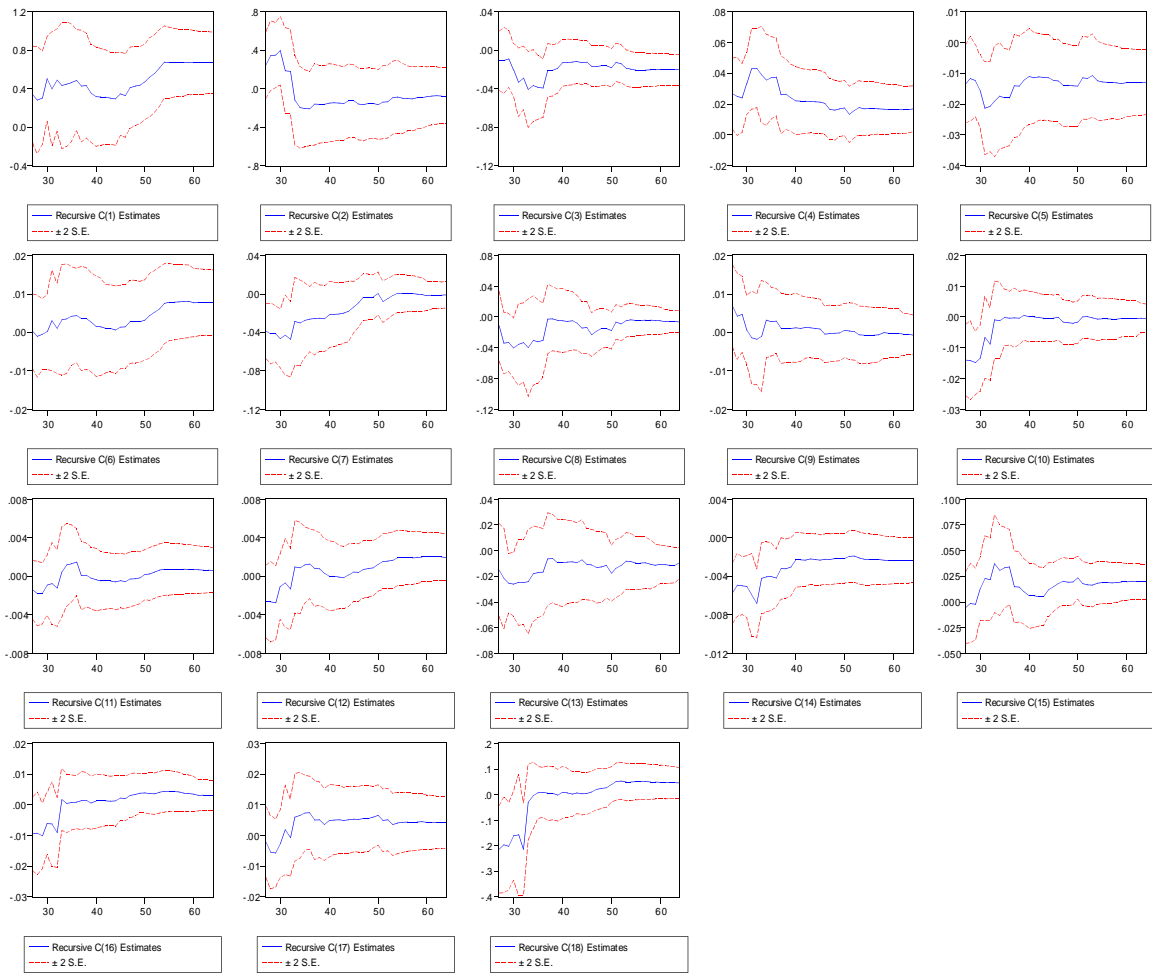 1.2
0.8
0.4
0.0
-0.4
30 40 50 60
Recursive C(1) Estimates
± 2 S.E.
.8
.4
.0
-.4
-.8
30 40 50 60
Recursive C(2) Estimates
± 2 S.E.
.04
.00
-.04
-.08
-.12
30 40 50 60
Recursive C(3) Estimates
± 2 S.E.
.08
.06
.04
.02
.00
-.02
30 40 50 60
Recursive C(4) Estimates
± 2 S.E.
.01
.00
-.01
-.02
-.03
-.04
30 40 50 60
Recursive C(5) Estimates
± 2 S.E.
.02
.01
.00
-.01
-.02
30 40 50 60
Recursive C(6) Estimates
± 2 S.E.
.04
.00
-.04
-.08
-.12
30 40 50 60
Recursive C(7) Estimates
± 2 S.E.
.08
.04
.00
-.04
-.08
-.12
30 40 50 60
Recursive C(8) Estimates
± 2 S.E.
.02
.01
.00
-.01
-.02
30 40 50 60
Recursive C(9) Estimates
± 2 S.E.
.02
.01
.00
-.01
-.02
-.03
30 40 50 60
Recursive C(10) Estimates
± 2 S.E.
.008
.004
.000
-.004
-.008
30 40 50 60
Recursive C(11) Estimates
± 2 S.E.
.008
.004
.000
-.004
-.008
30 40 50 60
Recursive C(12) Estimates
± 2 S.E.
.04
.02
.00
-.02
-.04
-.06
-.08
30 40 50 60
Recursive C(13) Estimates
± 2 S.E.
.004
.000
-.004
-.008
-.012
30 40 50 60
Recursive C(14) Estimates
± 2 S.E.
.100
.075
.050
.025
.000
-.025
-.050
30 40 50 60
Recursive C(15) Estimates
± 2 S.E.
.02
.01
.00
-.01
-.02
-.03
30 40 50 60
Recursive C(16) Estimates
± 2 S.E.
.03
.02
.01
.00
-.01
-.02
30 40 50 60
Recursive C(17) Estimates
± 2 S.E.
.2
.1
.0
-.1
-.2
-.3
-.4
30 40 50 60
Recursive C(18) Estimates
± 2 S.E.